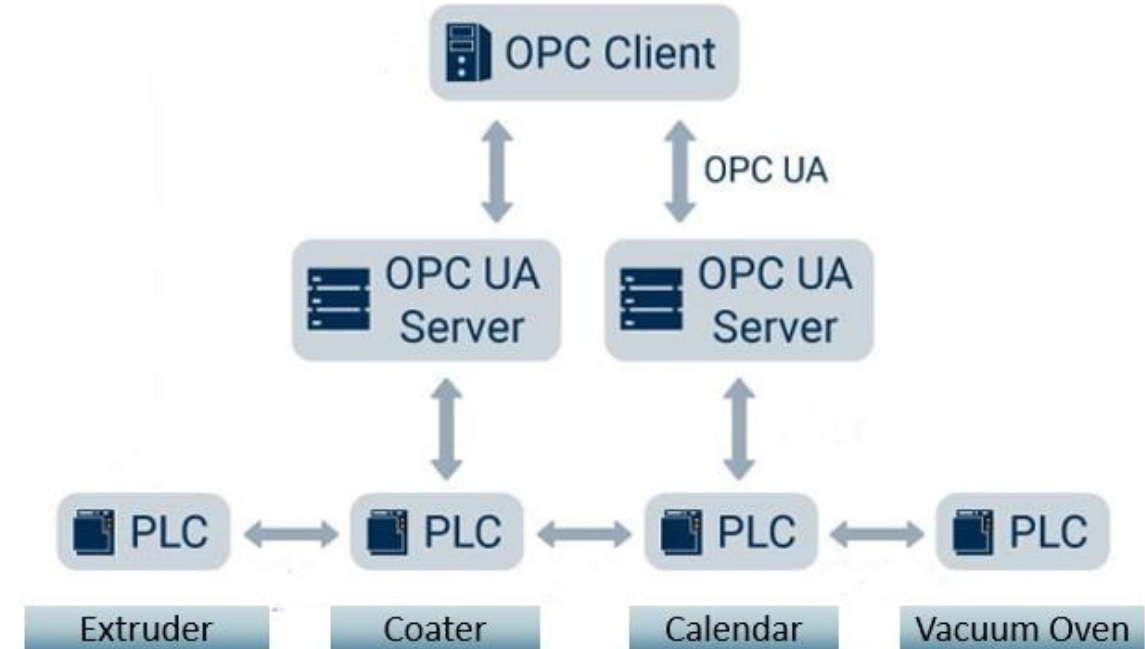 OPC Client
OPC UA
OPC UA
Server
OPC UA
Server
PLC
PLC
PLC
PLC
Extruder
Coater
Calendar
Vacuum Oven